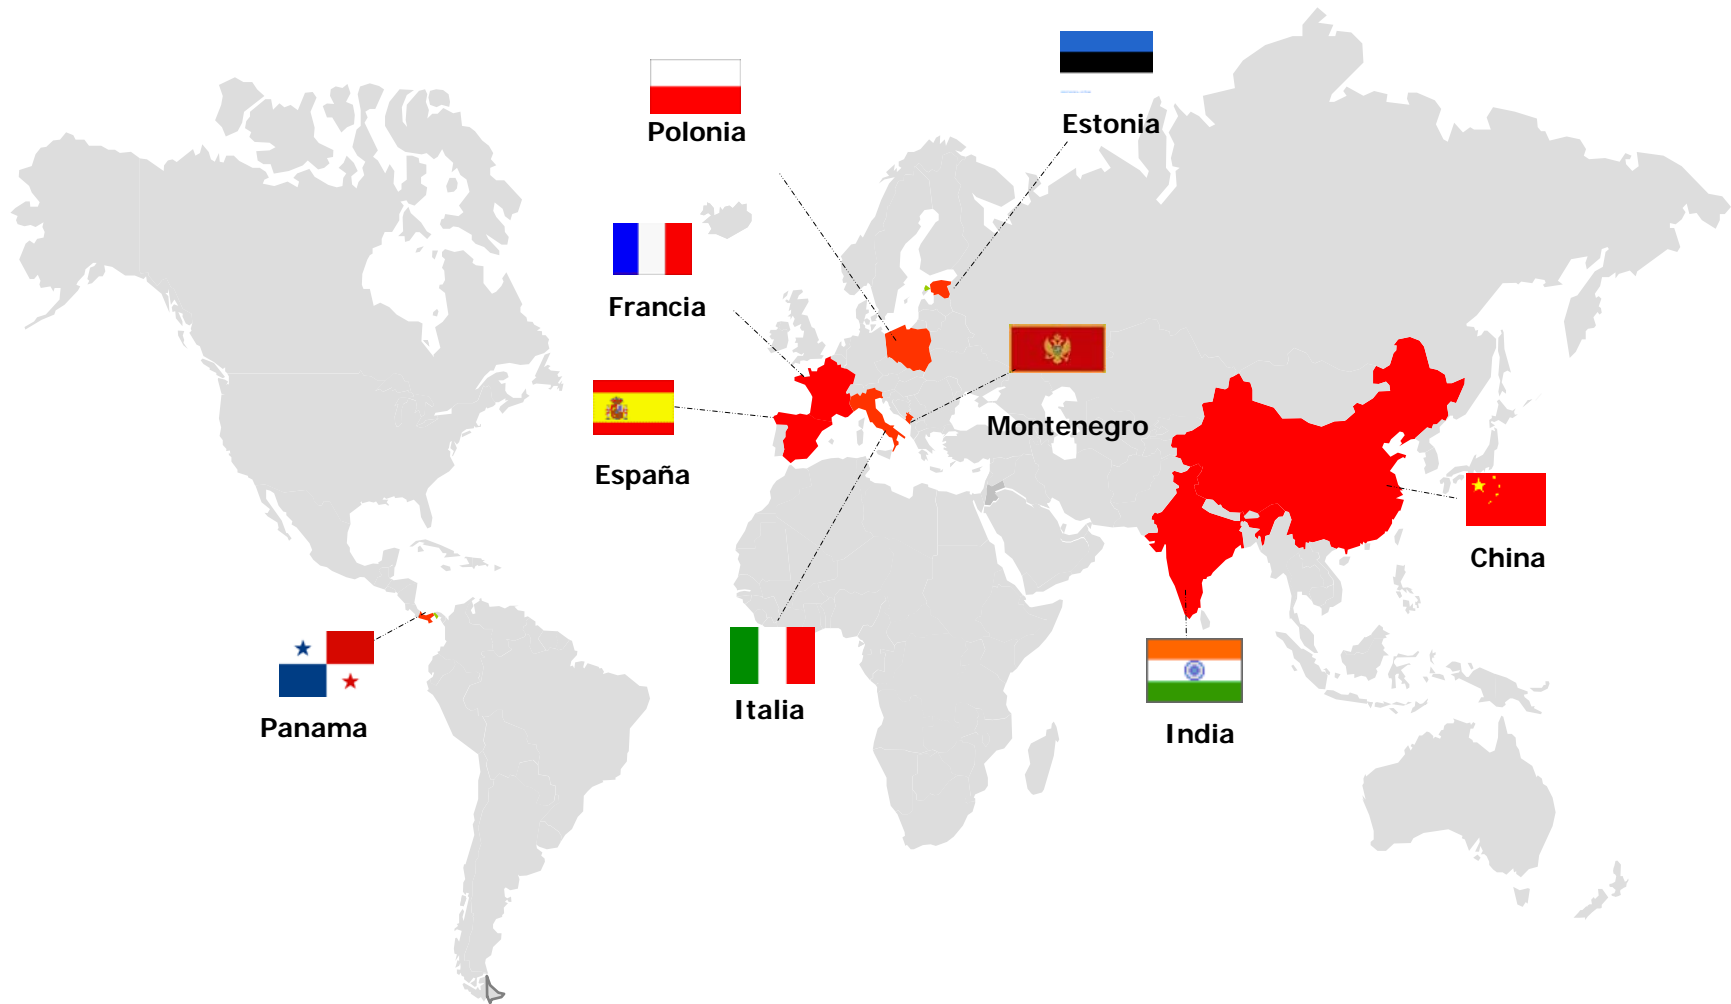 Estonia
Polonia
Francia
Montenegro
España
China
Italia
Panama
India